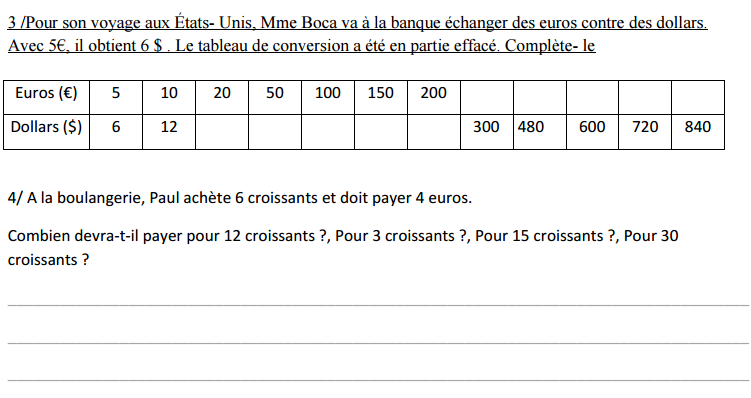 3 /Pour son voyage aux États- Unis, Mme Boca va à la banque échanger des euros contre des dollars.
Avec 5€, il obtient 6 $ . Le tableau de conversion a été en partie effacé. Complète- le
Euros (€) 5 10 20 50 100 150 200
Dollars ($) 6 12 300 480 600 720 840
4/ A la boulangerie, Paul achète 6 croissants et doit payer 4 euros.
Combien devra-t-il payer pour 12 croissants ?, Pour 3 croissants ?, Pour 15 croissants ?, Pour 30
croissants ?